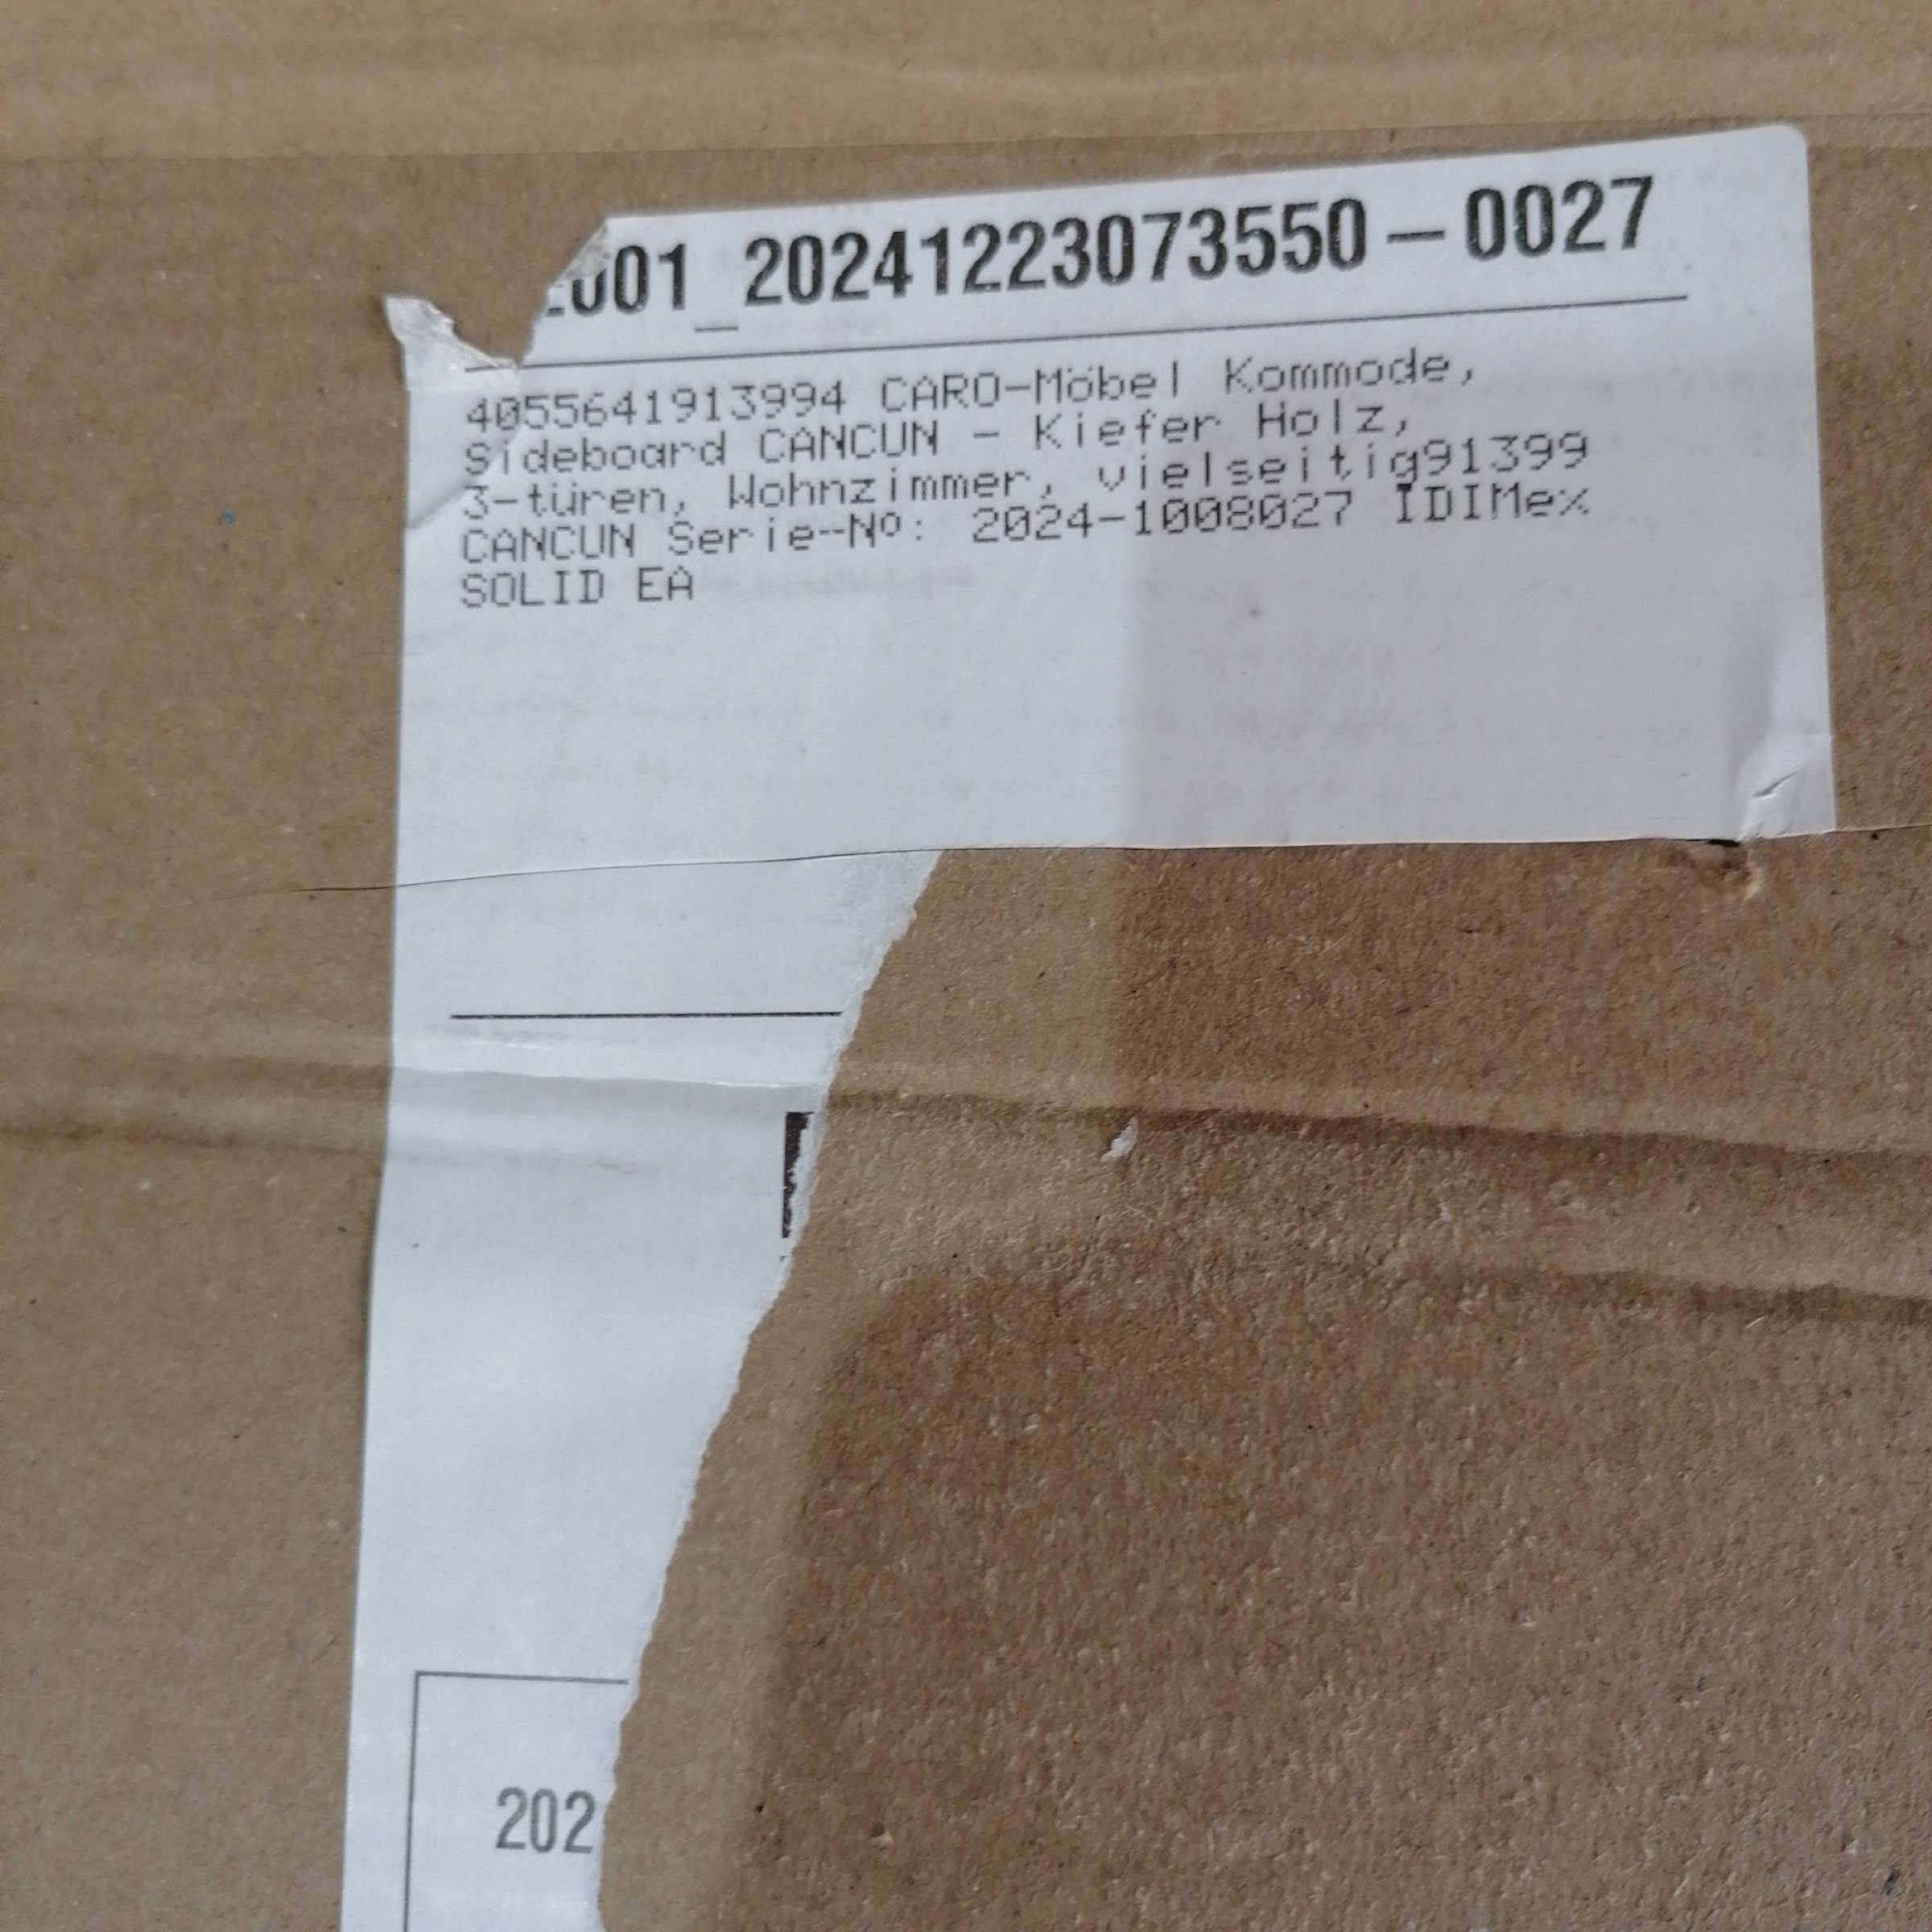 001_20241223073550-0027
4055641913994 CARO-Möbel Kommode,
Sideboard CANCUN - Kiefer Holz,
3-türen, Wohnzimmer, vielseitig91399
CANCUN Serie-Nº: 2024-1008027 IDIMex
SOLID EA
202